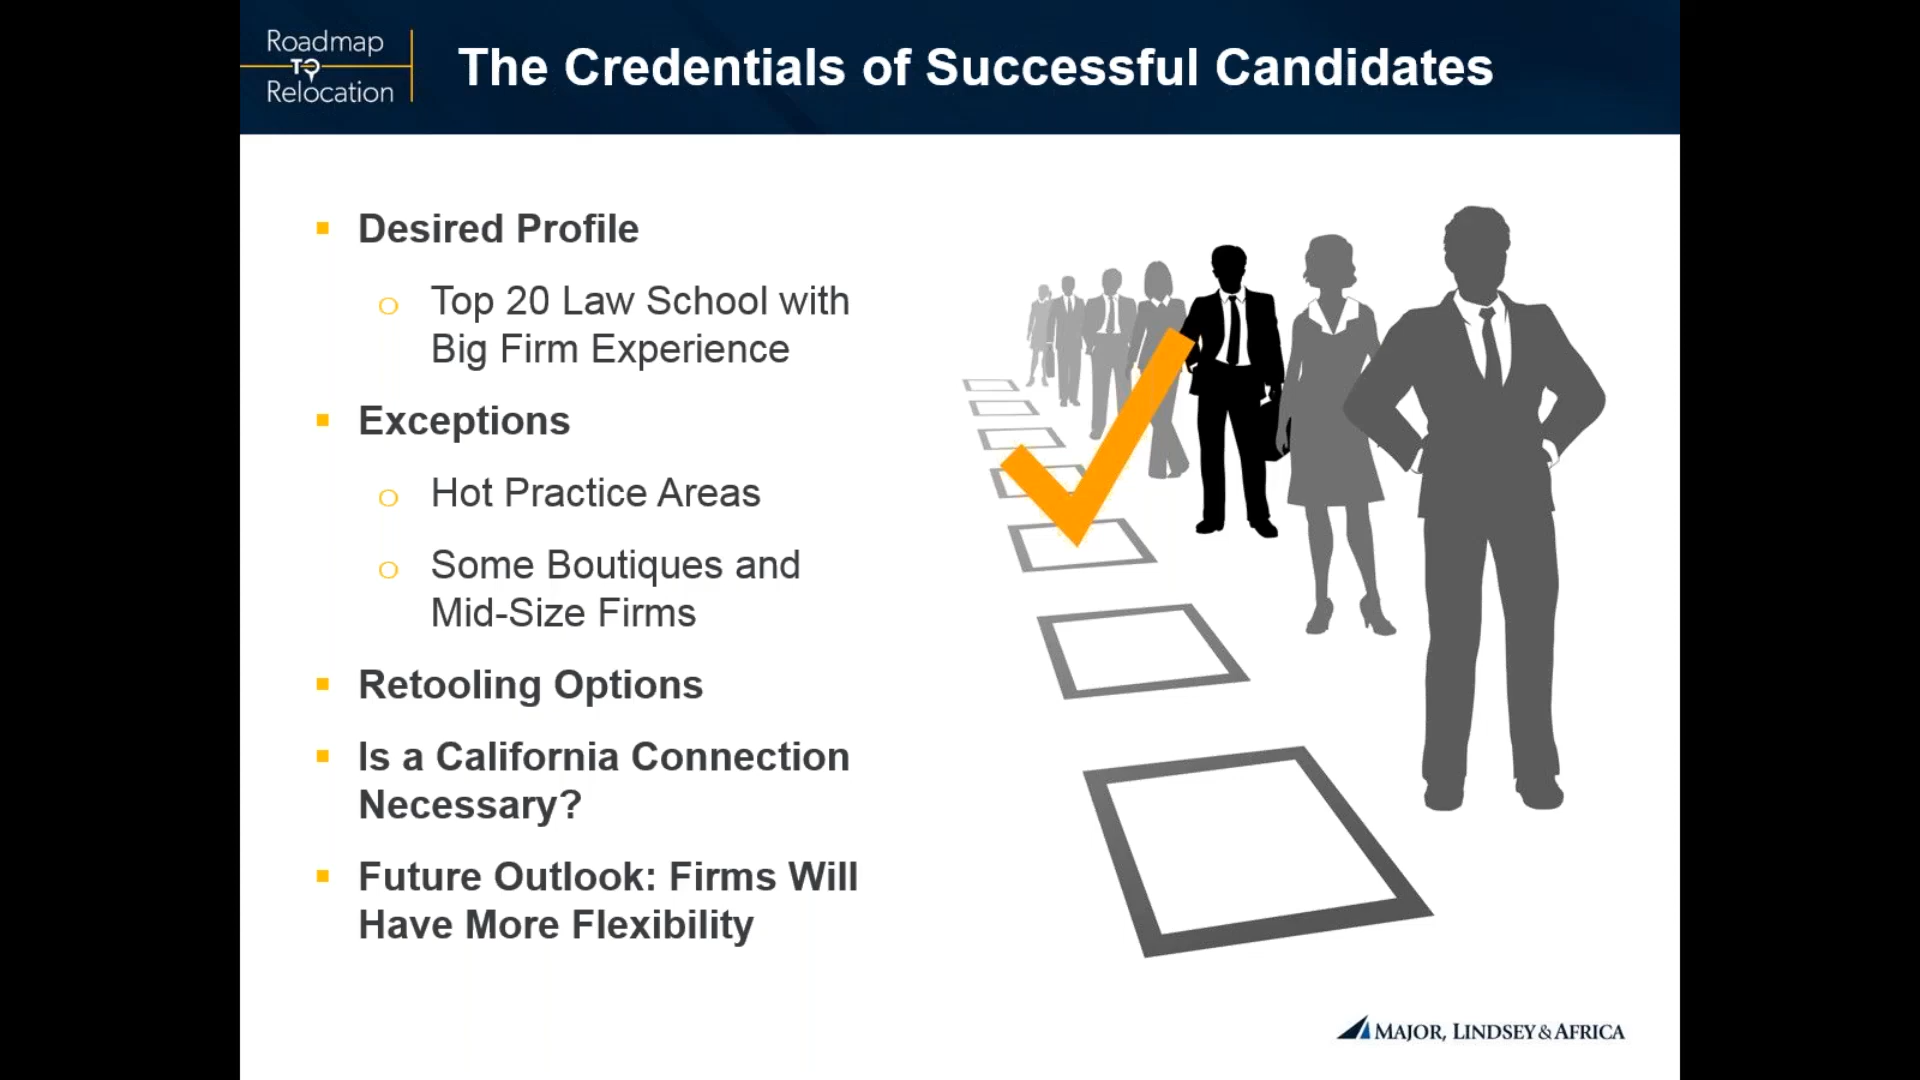 Roadmap
TO
Relocation
The Credentials of Successful Candidates
Desired Profile
o Top 20 Law School with
Big Firm Experience
Exceptions
o Hot Practice Areas
o Some Boutiques and
Mid-Size Firms
Retooling Options
Is a California Connection
Necessary?
Future Outlook: Firms Will
Have More Flexibility
MAJOR, LINDSEY & AFRICA